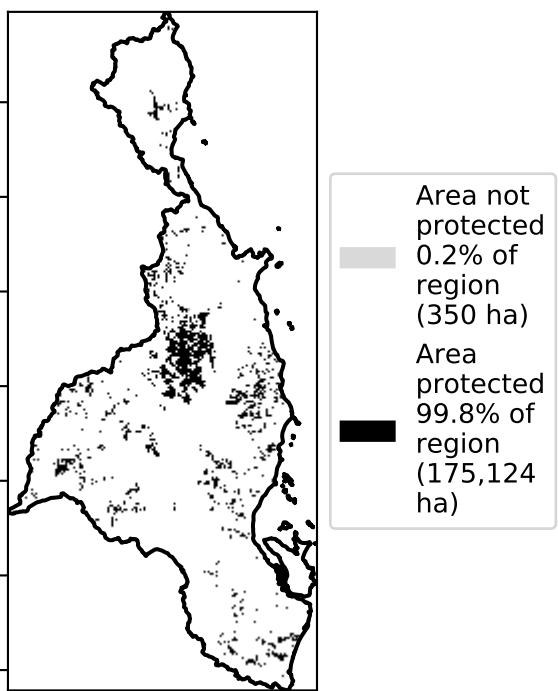 Area not
protected
0.2% of
region
(350 ha)
Area
protected
99.8% of
region
(175,124
ha)